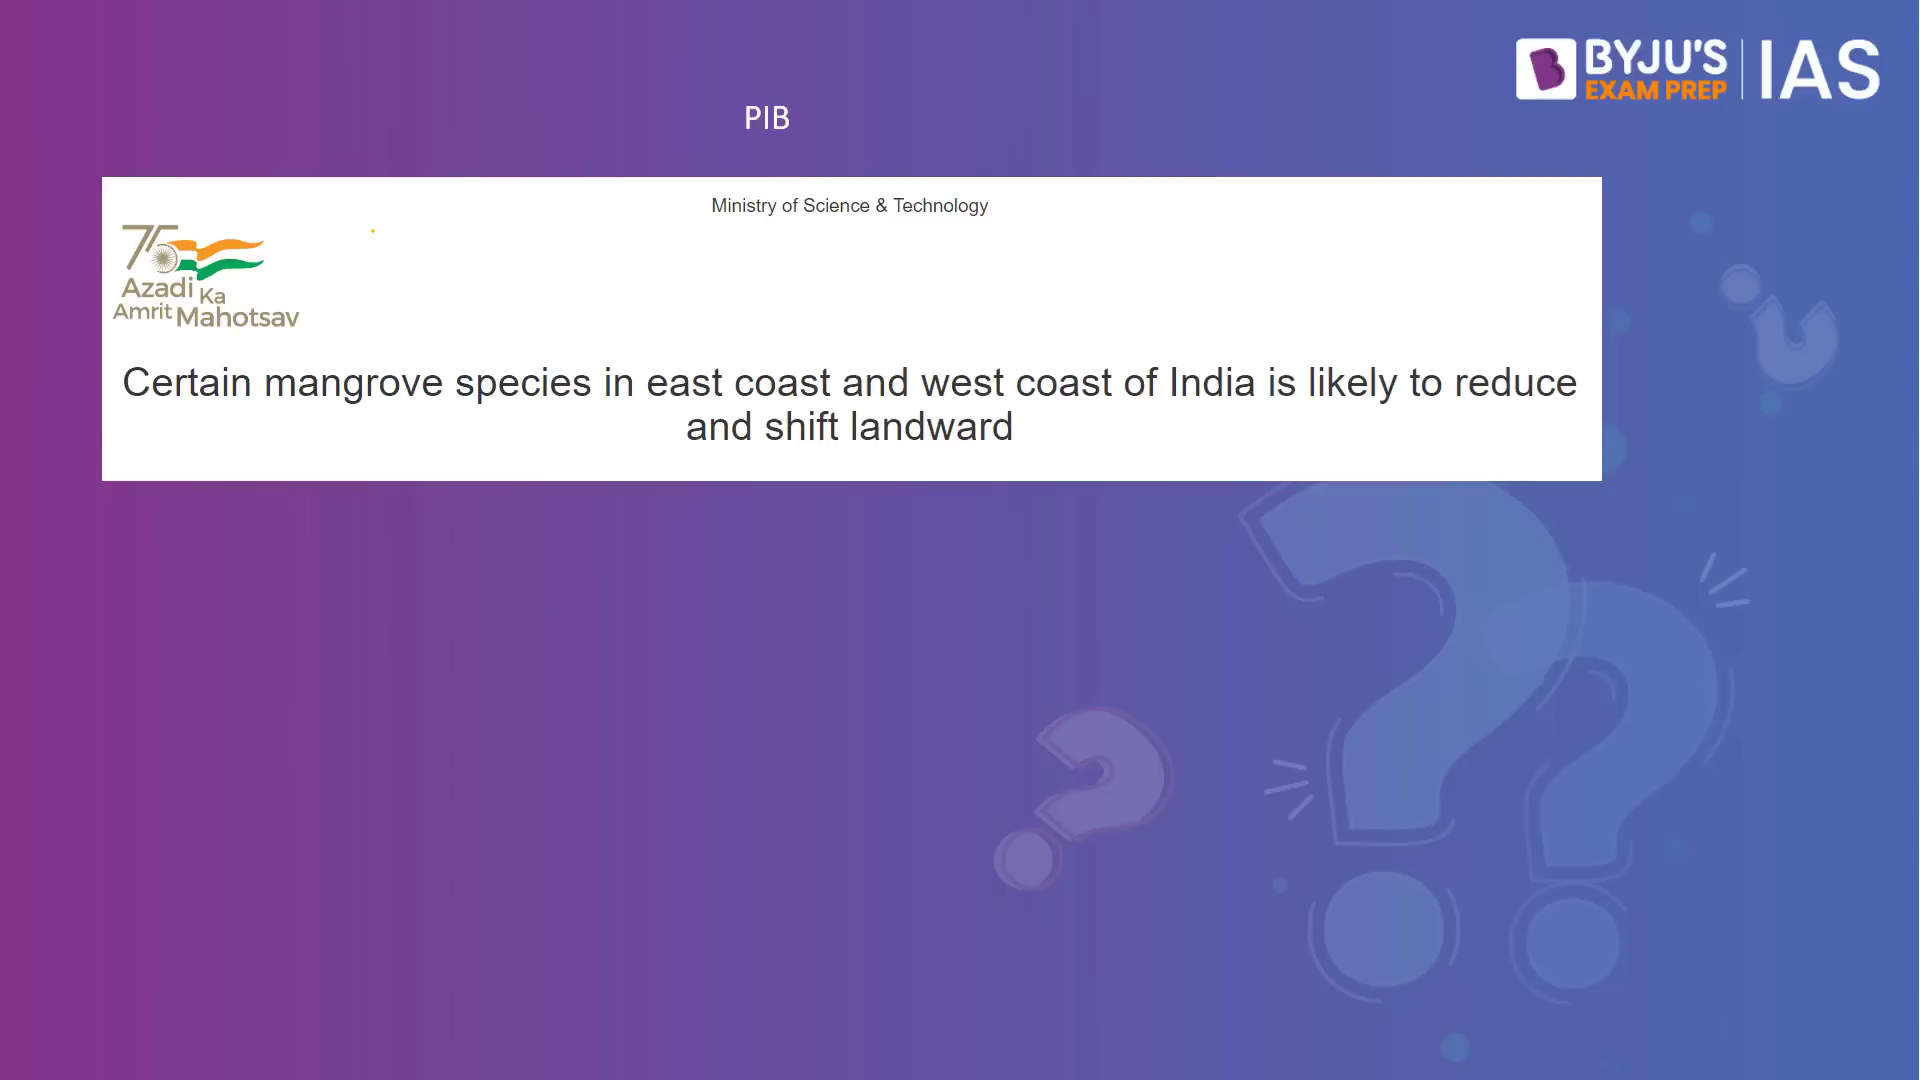 BYJU'S
EXAM PREP
IAS
PIB
Ministry of Science & Technology
75
Azadi Ka
Amrit Mahotsav
Certain mangrove species in east coast and west coast of India is likely to reduce
and shift landward